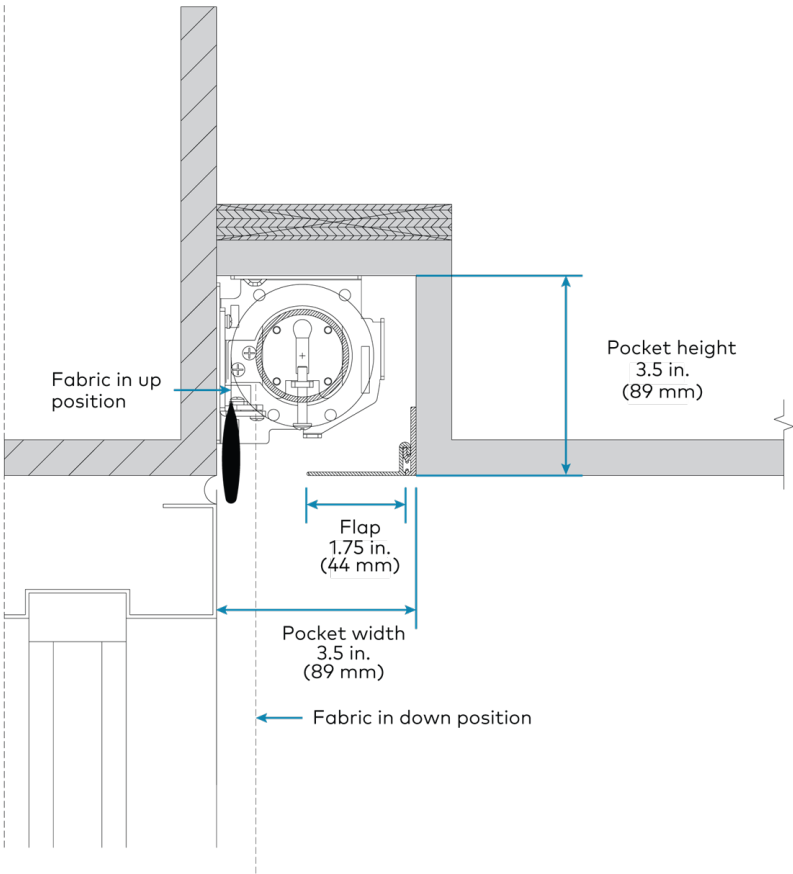 Pocket height
3.5 in.
(89 mm)
Fabric in up
position
Flap
1.75 in.
(44 mm)
Pocket width
3.5 in.
(89 mm)
Fabric in down position